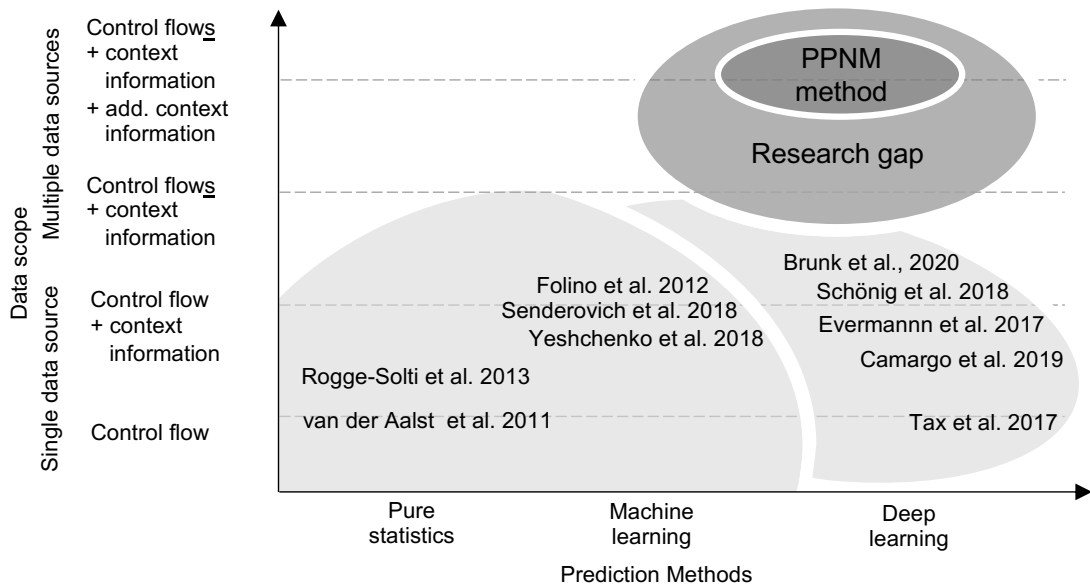 Data scope
Multiple data sources
Single data source
Control flows
+ context
information
+ add. context
information
Control flows
+ context
information
Control flow
+ context
information
Control flow
PPNM
method
Research gap
Brunk et al., 2020
Schönig et al. 2018
Evermannn et al. 2017
Camargo et al. 2019
Tax et al. 2017
Folino et al. 2012
Senderovich et al. 2018
Yeshchenko et al. 2018
Rogge-Solti et al. 2013
van der Aalst et al. 2011
Pure
statistics
Machine
learning
Deep
learning
Prediction Methods